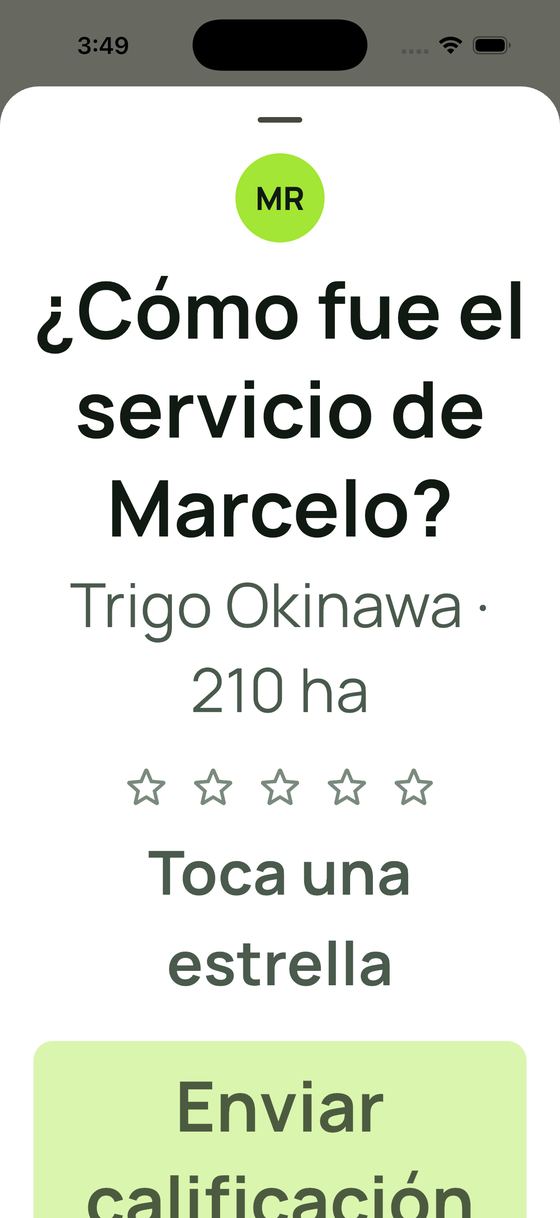 3:49
MR
¿Cómo fue el
servicio de
Marcelo?
Trigo Okinawa ·
210 ha
Toca una
estrella
Enviar
calificación